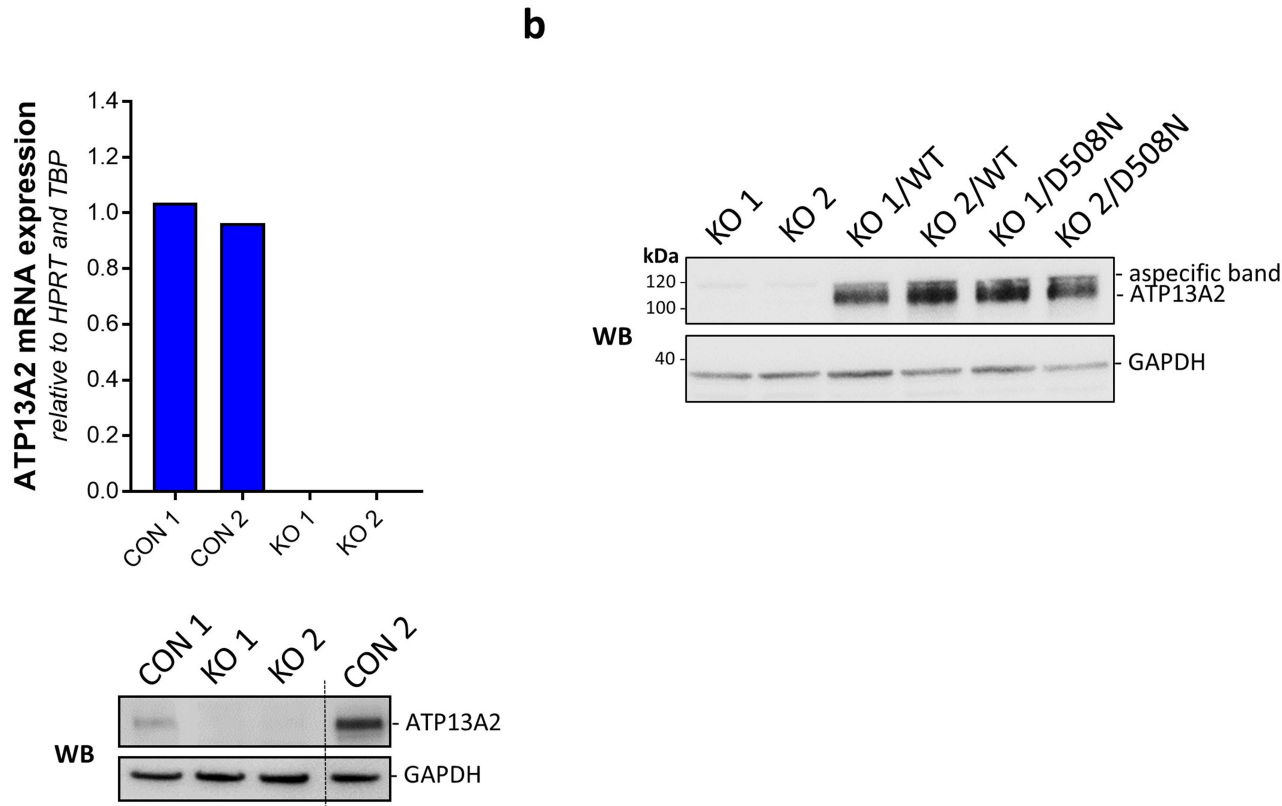 b
ATP13A2 mRNA expression
relative to HPRT and TBP
1.4
1.2
1.0
0.8
0.6
0.4
0.2
0.0
CON 1
CON 2
KO 1
KO 2
CON 1
KO 1
KO 2
CON 2
WB
- ATP13A2
- GAPDH
KO 1
KO 2
KO 1/WT
KO 2/WT
KO 1/D508N
KO 2/D508N
kDa
120 -
100 -
- aspecific band
- ATP13A2
WB
40 -
- GAPDH